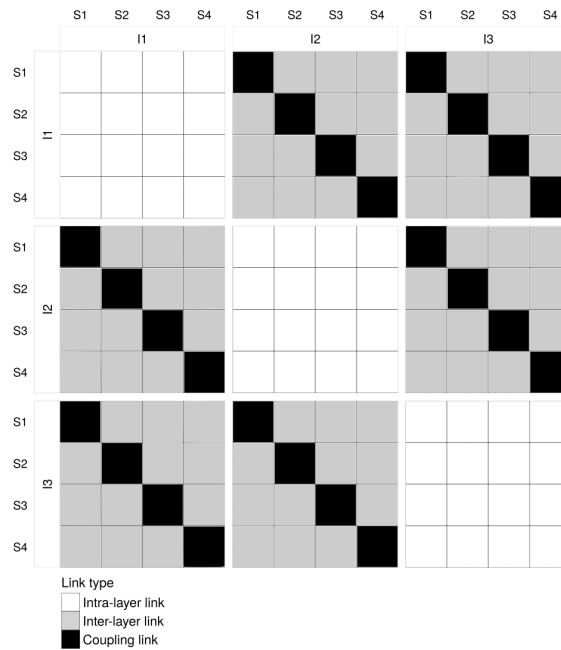 S1 S2 S3 S4 S1 S2 S3 S4 S1 S2 S3 S4
I1 I2 I3
S1
S2
S3
S4
I1
S1
S2
S3
S4
I2
S1
S2
S3
S4
I3
Link type
Intra-layer link
Inter-layer link
Coupling link